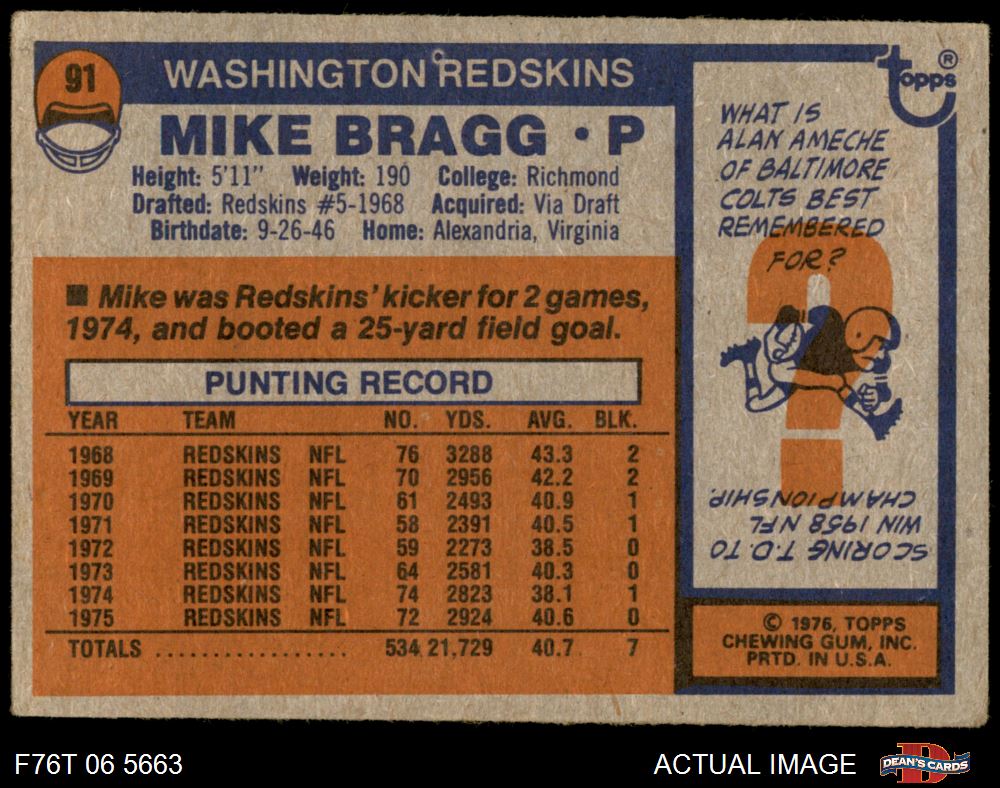 91
WASHINGTON REDSKINS
MIKE BRAGG • P
Height: 5'11" Weight: 190 College: Richmond
Drafted: Redskins #5-1968 Acquired: Via Draft
Birthdate: 9-26-46 Home: Alexandria, Virginia
■ Mike was Redskins' kicker for 2 games,
1974, and booted a 25-yard field goal.
PUNTING RECORD
YEAR TEAM NO. YDS. AVG. BLK.
1968 REDSKINS NFL 76 3288 43.3 2
1969 REDSKINS NFL 70 2956 42.2 2
1970 REDSKINS NFL 61 2493 40.9 1
1971 REDSKINS NFL 58 2391 40.5 1
1972 REDSKINS NFL 59 2273 38.5 0
1973 REDSKINS NFL 64 2581 40.3 0
1974 REDSKINS NFL 74 2823 38.1 1
1975 REDSKINS NFL 72 2924 40.6 0
TOTALS .................. 534 21,729 40.7 7
topps ®
WHAT IS
ALAN AMECHE
OF BALTIMORE
COLTS BEST
REMEMBERED
FOR?
SCORING T.D. TO
WIN 1958 NFL
CHAMPIONSHIP.
© 1976, TOPPS
CHEWING GUM, INC.
PRTD. IN U.S.A.
F76T 06 5663
ACTUAL IMAGE
DEAN'S CARDS